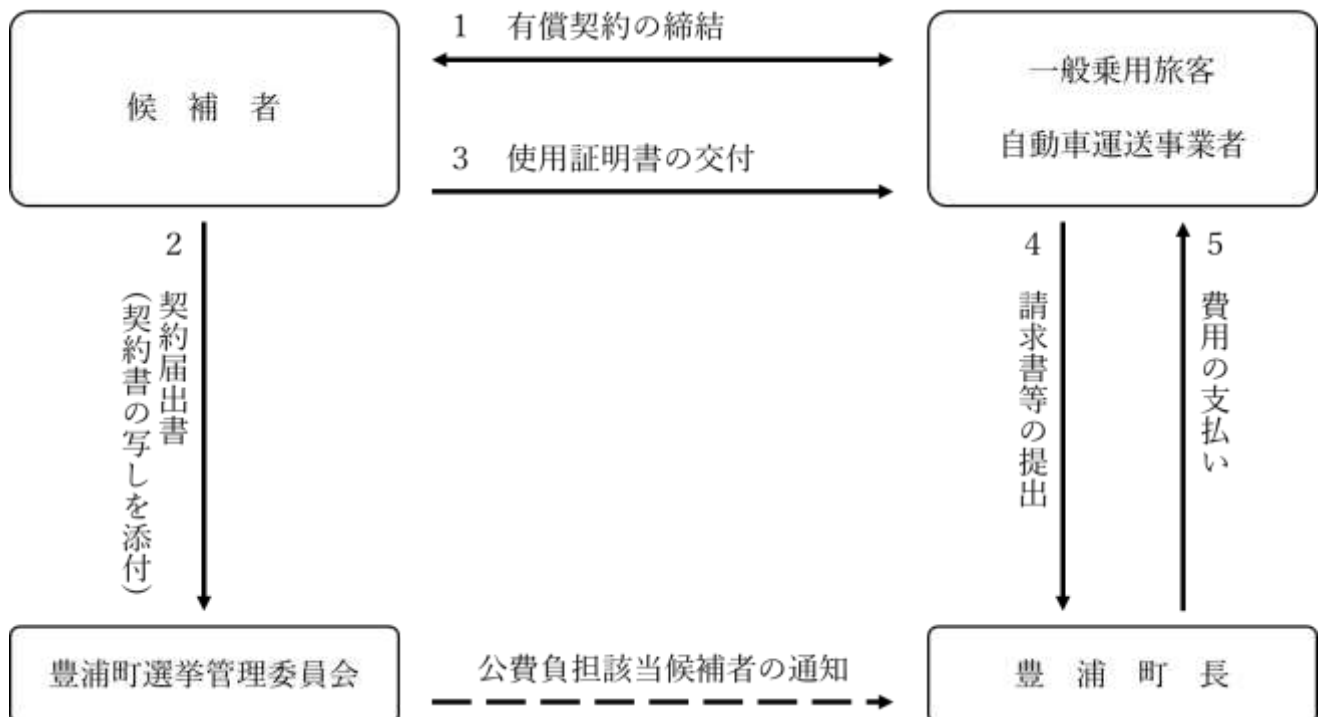 1　有償契約の締結
候　補　者
一般乗用旅客
自動車運送事業者
3　使用証明書の交付
2　契約届出書
（契約書の写しを添付）
4　請求書等の提出
5　費用の支払い
豊浦町選挙管理委員会
公費負担該当候補者の通知
豊　浦　町　長